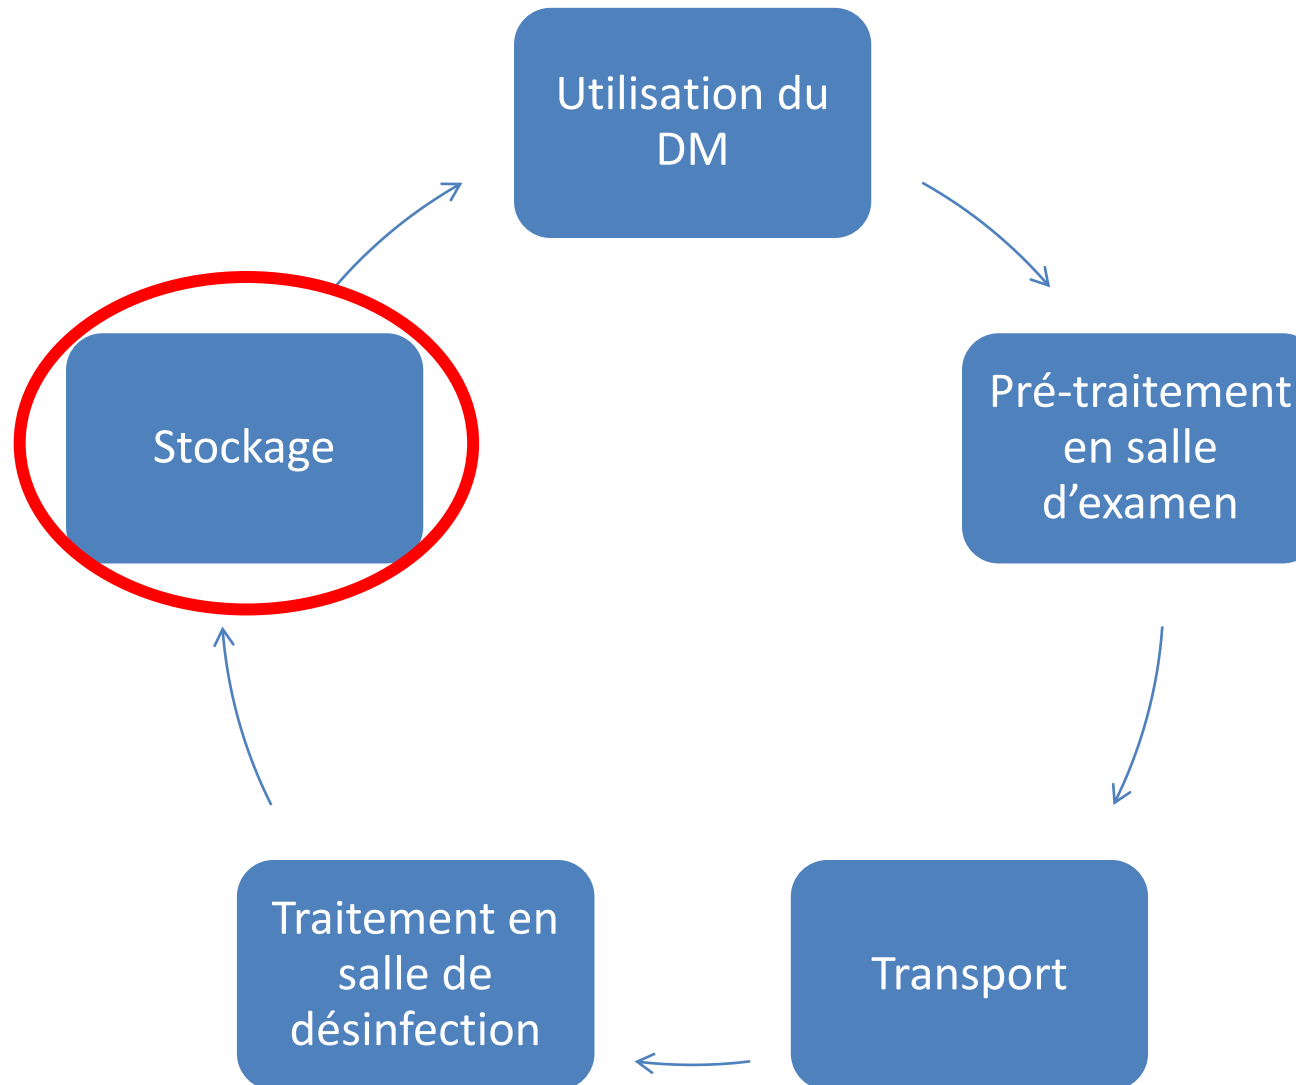 Utilisation du
DM
Pré-traitement
en salle
d’examen
Transport
Traitement en
salle de
désinfection
Stockage